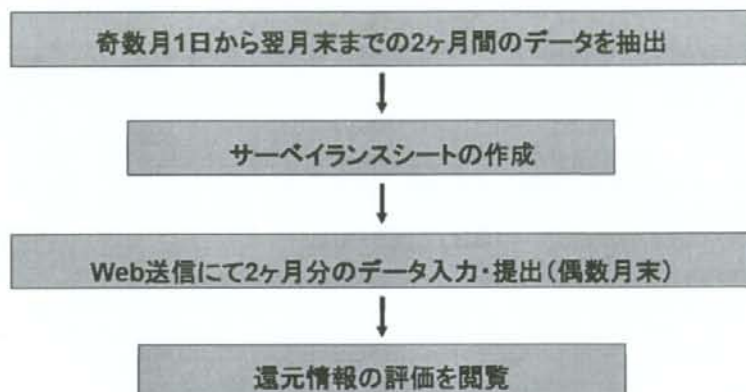 奇数月1日から翌月末までの2ヶ月間のデータを抽出
サーベイランスシートの作成
Web送信にて2ヶ月分のデータ入力・提出（偶数月末）
還元情報の評価を閲覧